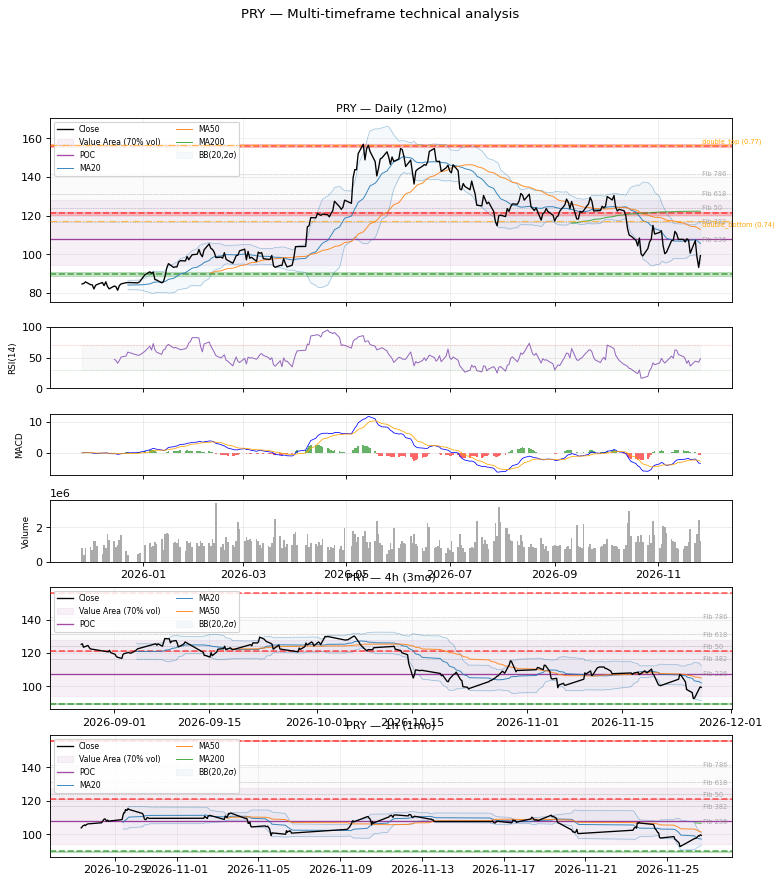 PRY — Multi-timeframe technical analysis
PRY — Daily (12mo)
Close
Value Area (70% vol)
POC
MA20
MA50
MA200
BB(20,2σ)
double_top (0.77)
Fib 786
Fib 618
Fib 50
Fib 382
double_bottom (0.74)
Fib 236
160
140
120
100
80
RSI(14)
100
50
0
MACD
10
0
1e6
Volume
2
0
2026-01 2026-03 2026-05 2026-07 2026-09 2026-11
PRY — 4h (3mo)
Close
Value Area (70% vol)
POC
MA20
MA50
BB(20,2σ)
Fib 786
Fib 618
Fib 50
Fib 382
Fib 236
140
120
100
2026-09-01 2026-09-15 2026-10-01 2026-10-15 2026-11-01 2026-11-15 2026-12-01
PRY — 1h (1mo)
Close
Value Area (70% vol)
POC
MA20
MA50
MA200
BB(20,2σ)
Fib 786
Fib 618
Fib 50
Fib 382
Fib 236
140
120
100
2026-10-29 2026-11-01 2026-11-05 2026-11-09 2026-11-13 2026-11-17 2026-11-21 2026-11-25